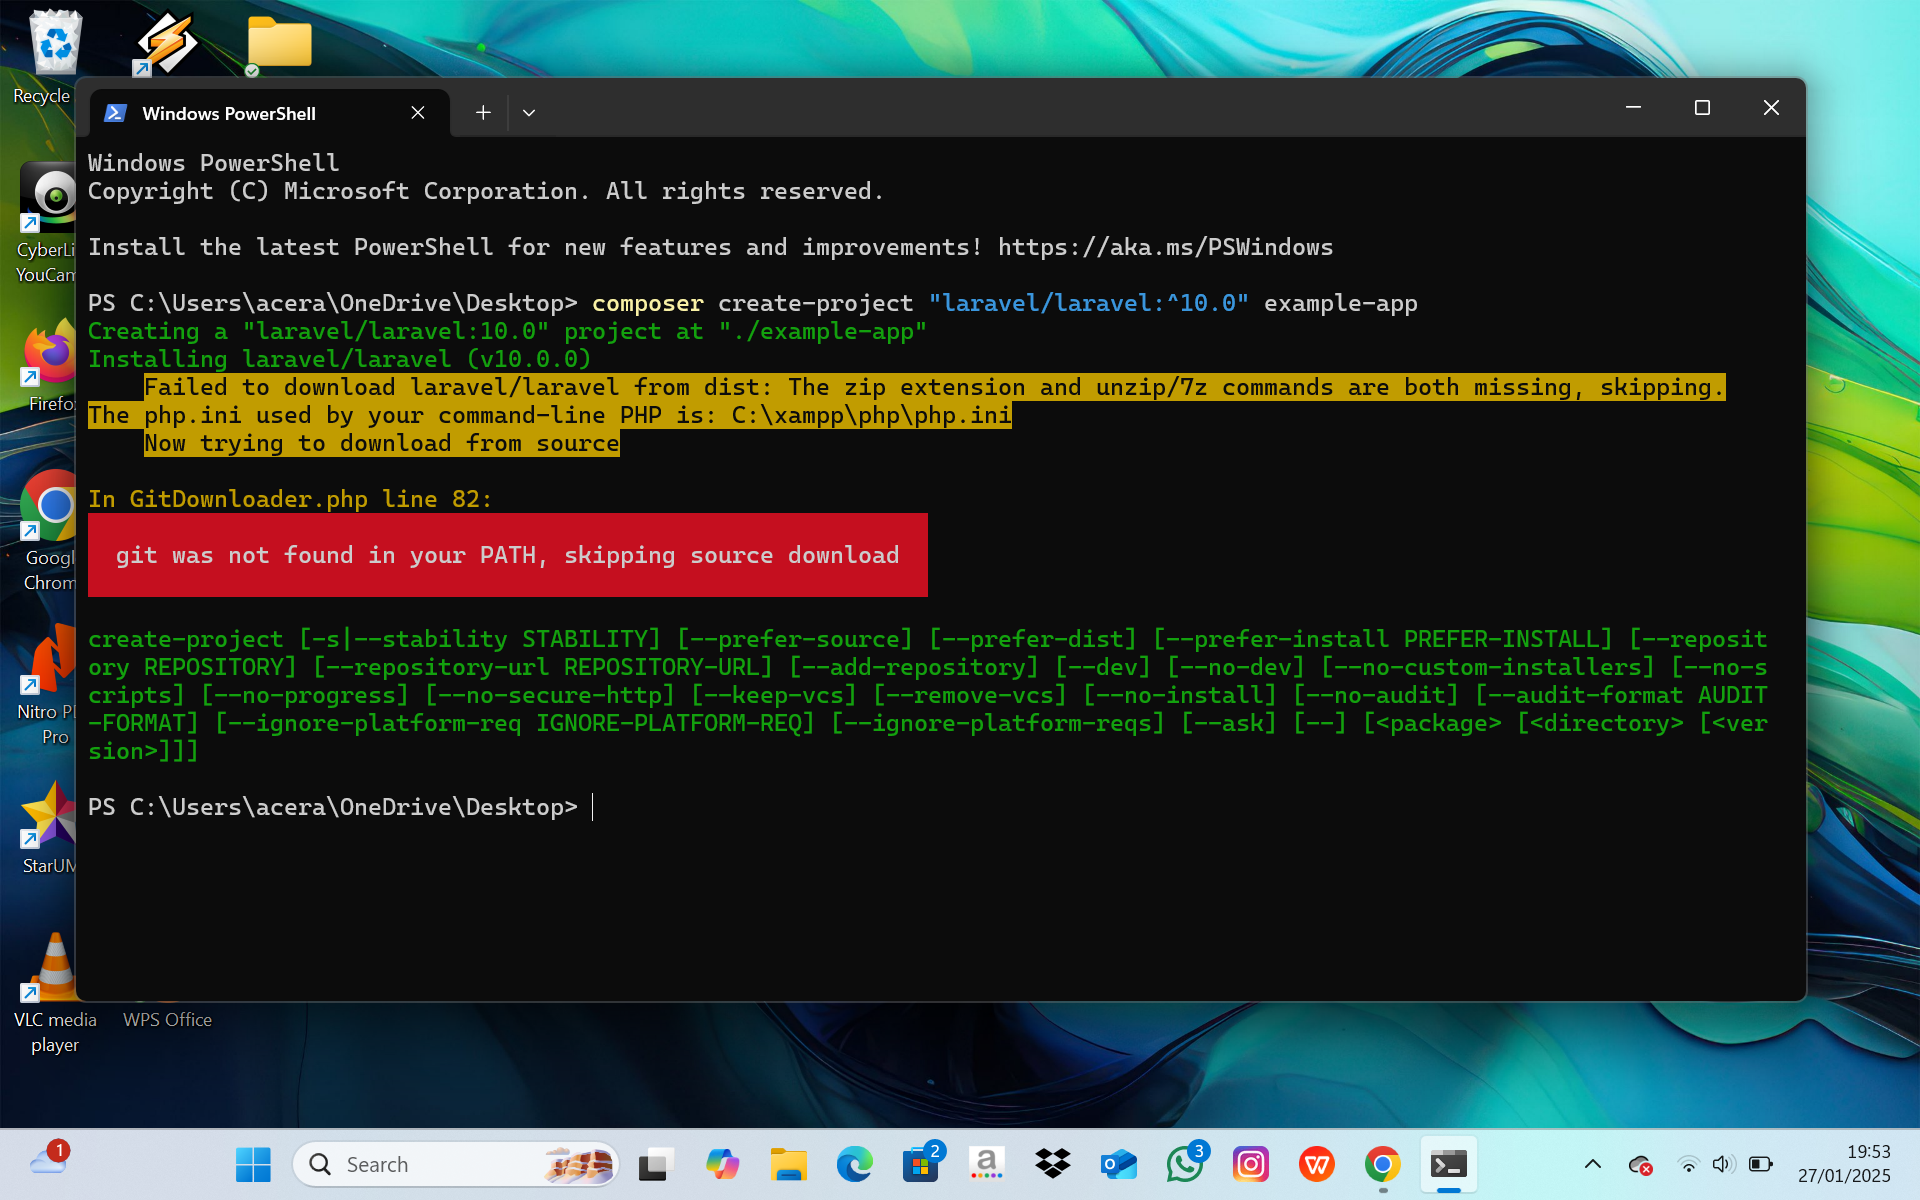 Recycle
Windows PowerShell
Windows PowerShell
Copyright (C) Microsoft Corporation. All rights reserved.
Install the latest PowerShell for new features and improvements! https://aka.ms/PSWindows
PS C:\Users\acera\OneDrive\Desktop> composer create-project "laravel/laravel:^10.0" example-app
Creating a "laravel/laravel:10.0" project at "./example-app"
Installing laravel/laravel (v10.0.0)
Failed to download laravel/laravel from dist: The zip extension and unzip/7z commands are both missing, skipping.
The php.ini used by your command-line PHP is: C:\xampp\php\php.ini
Now trying to download from source
In GitDownloader.php line 82:
git was not found in your PATH, skipping source download
create-project [-s|--stability STABILITY] [--prefer-source] [--prefer-dist] [--prefer-install PREFER-INSTALL] [--reposit
ory REPOSITORY] [--repository-url REPOSITORY-URL] [--add-repository] [--dev] [--no-dev] [--no-custom-installers] [--no-s
cripts] [--no-progress] [--no-secure-http] [--keep-vcs] [--remove-vcs] [--no-install] [--no-audit] [--audit-format AUDIT
-FORMAT] [--ignore-platform-req IGNORE-PLATFORM-REQ] [--ignore-platform-reqs] [--ask] [--] [<package> [<directory> [<ver
sion>]]]
PS C:\Users\acera\OneDrive\Desktop>
CyberLi
YouCam
Firefo
Googl
Chrom
Nitro P
Pro
StarUM
VLC media
player
WPS Office
1
Search
2
3
19:53
27/01/2025